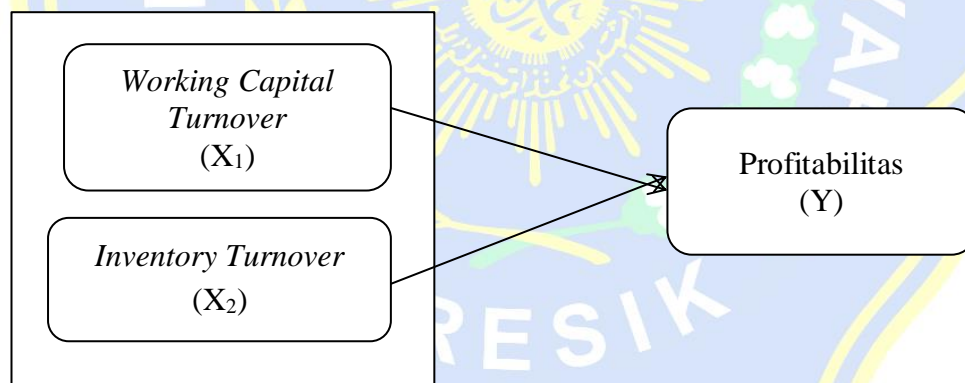 Working Capital
Turnover
(X₁)
Inventory Turnover
(X₂)
Profitabilitas
(Y)
RESIK